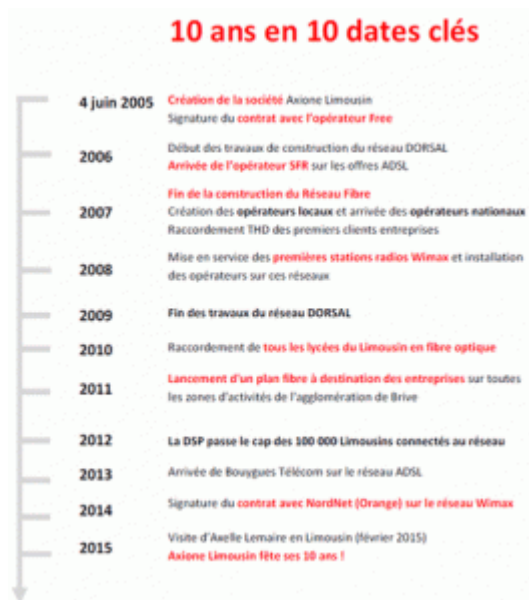 10 ans en 10 dates clés
4 juin 2005
Création de la société Axione Limousin
Signature du contrat avec l'opérateur Free
2006
Début des travaux de construction du réseau DORSAL
Arrivée de l'opérateur SFR sur les offres ADSL
2007
Fin de la construction du Réseau Fibre
Création des opérateurs locaux et arrivée des opérateurs nationaux
Raccordement THD des premiers clients entreprises
2008
Mise en service des premières stations radios Wimax et installation
des opérateurs sur ces réseaux
2009
Fin des travaux du réseau DORSAL
2010
Raccordement de tous les lycées du Limousin en fibre optique
2011
Lancement d'un plan fibre à destination des entreprises sur toutes
les zones d'activités de l'agglomération de Brive
2012
La DSP passe le cap des 100 000 Limousins connectés au réseau
2013
Arrivée de Bouygues Télécom sur le réseau ADSL
2014
Signature du contrat avec NordNet (Orange) sur le réseau Wimax
2015
Visite d'Axelle Lemaire en Limousin (février 2015)
Axione Limousin fête ses 10 ans !